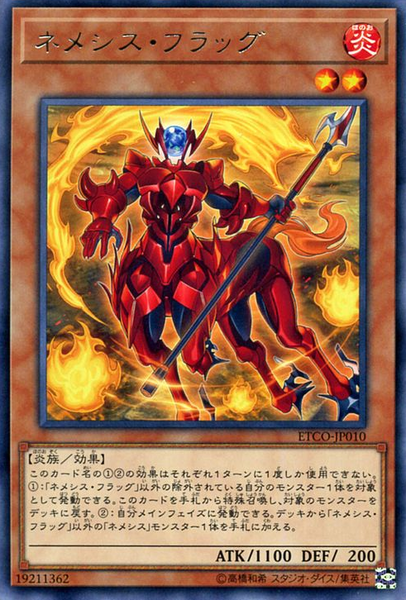 ネメシス・フラッグ
ほのお
炎
ETCO-JP010
【炎族/効果】
このカード名の①②の効果はそれぞれ1ターンに1度しか使用できない。
①:「ネメシス・フラッグ」以外の除外されている自分のモンスター1体を対象
として発動できる。このカードを手札から特殊召喚し、対象のモンスターを
デッキに戻す。②:自分メインフェイズに発動できる。デッキから「ネメシス・
フラッグ」以外の「ネメシス」モンスター1体を手札に加える。
ATK/1100 DEF/ 200
19211362
©高橋和希 スタジオ・ダイス/集英社